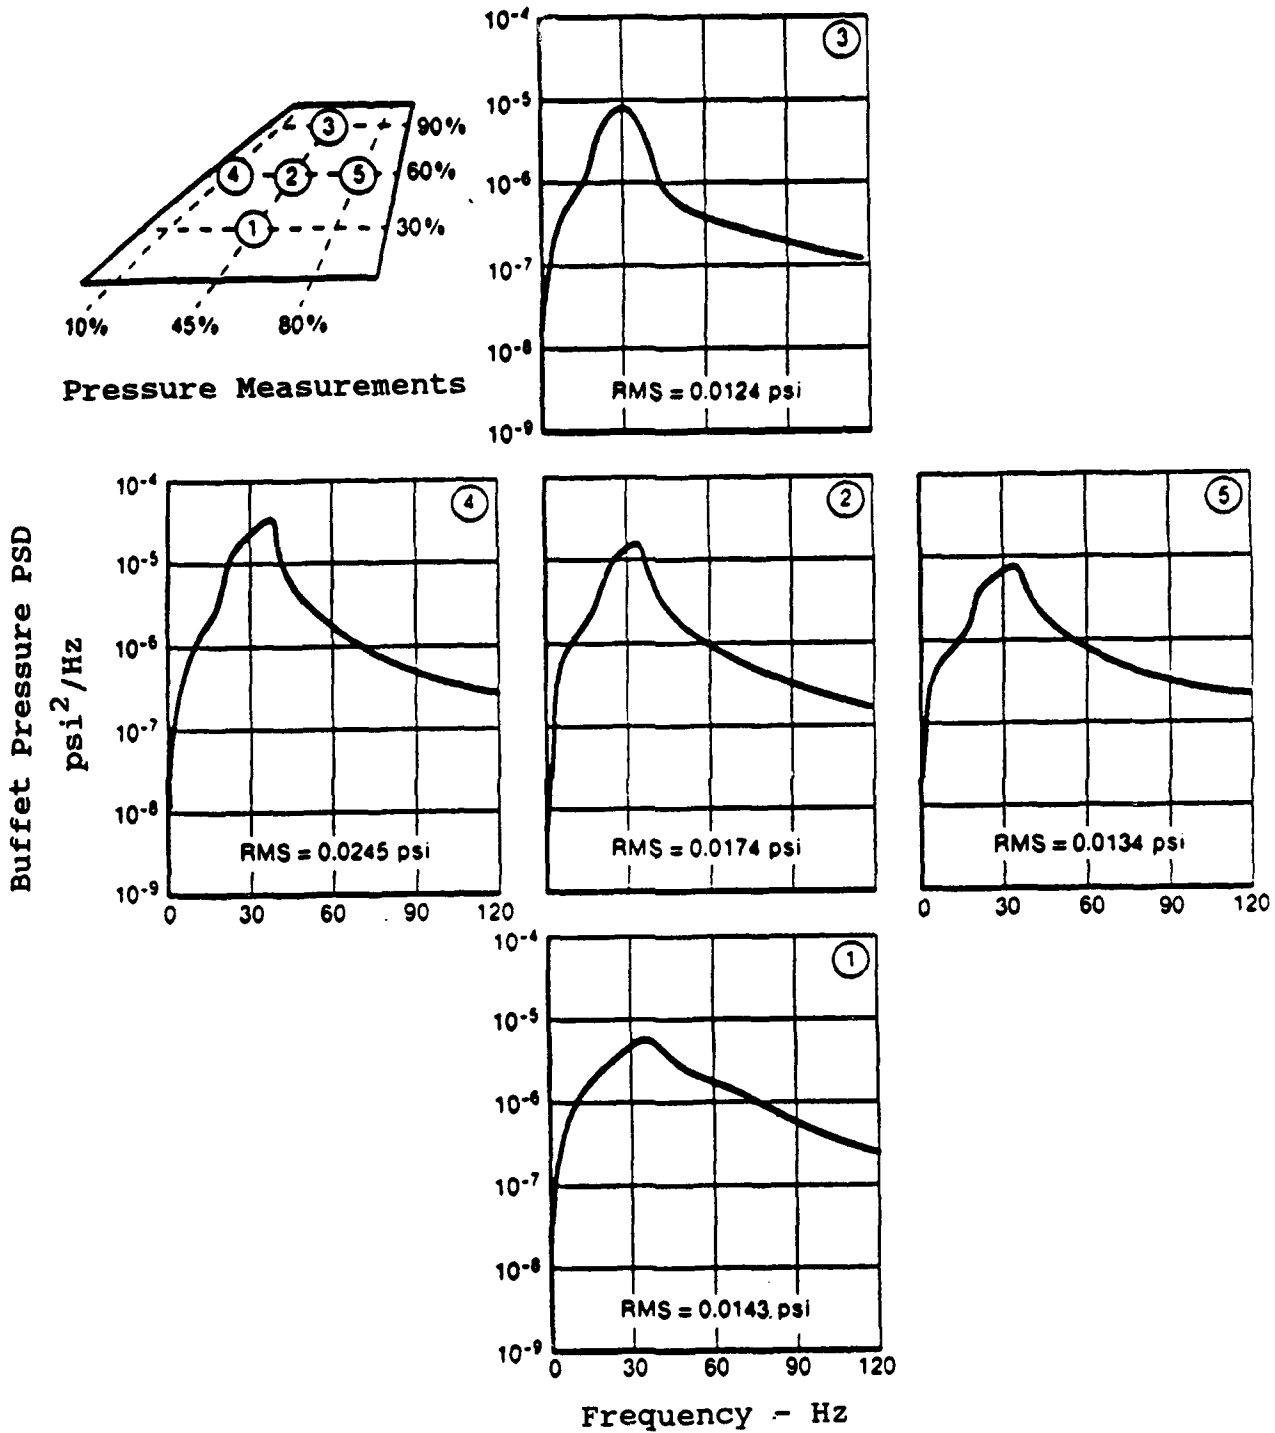 10⁻⁴
③
10⁻⁵
10⁻⁶
10⁻⁷
10⁻⁸
10⁻⁹
RMS = 0.0124 psi
③
90%
④ ② ⑤
60%
①
30%
10% 45% 80%
Pressure Measurements
Buffet Pressure PSD
psi²/Hz
10⁻⁴
④
10⁻⁵
10⁻⁶
10⁻⁷
10⁻⁸
10⁻⁹
RMS = 0.0245 psi
0 30 60 90 120
②
RMS = 0.0174 psi
⑤
RMS = 0.0134 psi
0 30 60 90 120
10⁻⁴
①
10⁻⁵
10⁻⁶
10⁻⁷
10⁻⁸
10⁻⁹
RMS = 0.0143 psi
0 30 60 90 120
Frequency - Hz